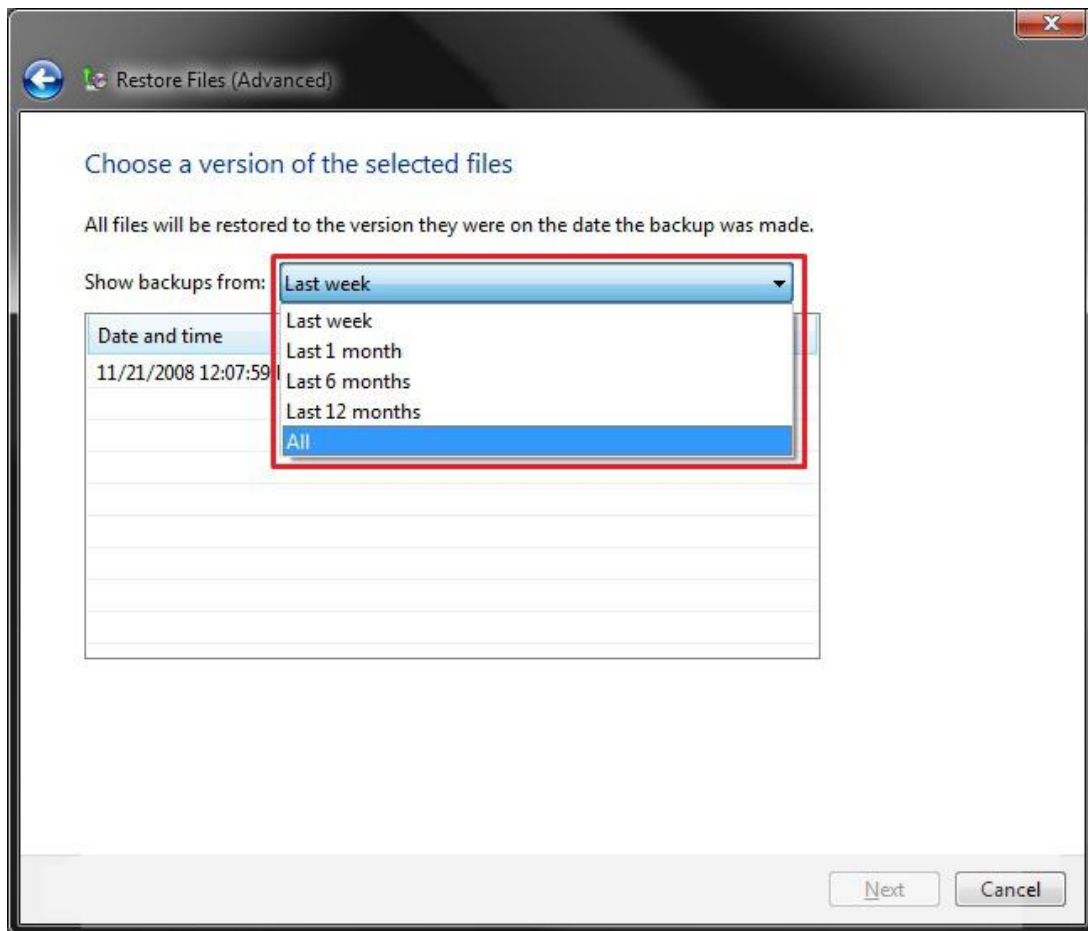 Restore Files (Advanced)
Choose a version of the selected files
All files will be restored to the version they were on the date the backup was made.
Show backups from: Last week
Date and time
11/21/2008 12:07:59
Last week
Last 1 month
Last 6 months
Last 12 months
All
Next Cancel